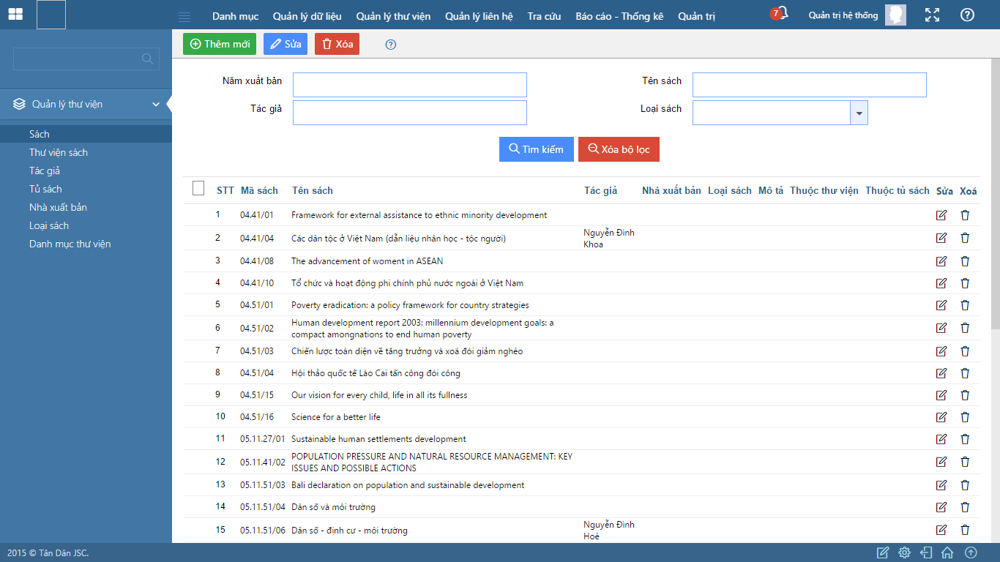 Danh mục Quản lý dữ liệu Quản lý thư viện Quản lý liên hệ Tra cứu Báo cáo - Thống kê Quản trị 7 Quản trị hệ thống
Thêm mới Sửa Xóa
Quản lý thư viện
Sách
Thư viện sách
Tác giả
Tủ sách
Nhà xuất bản
Loại sách
Danh mục thư viện
Năm xuất bản Tên sách
Tác giả Loại sách
Tìm kiếm Xóa bộ lọc
STT Mã sách Tên sách Tác giả Nhà xuất bản Loại sách Mô tả Thuộc thư viện Thuộc tủ sách Sửa Xoá
1 04.41/01 Framework for external assistance to ethnic minority development
2 04.41/04 Các dân tộc ở Việt Nam (dẫn liệu nhân học - tộc người) Nguyễn Đình
Khoa
3 04.41/08 The advancement of woment in ASEAN
4 04.41/10 Tổ chức và hoạt động phi chính phủ nước ngoài ở Việt Nam
5 04.51/01 Poverty eradication: a policy framework for country strategies
6 04.51/02 Human development report 2003: millennium development goals: a
compact amongnations to end human poverty
7 04.51/03 Chiến lược toàn diện về tăng trưởng và xoá đói giảm nghèo
8 04.51/04 Hội thảo quốc tế Lào Cai tấn công đói công
9 04.51/15 Our vision for every child, life in all its fullness
10 04.51/16 Science for a better life
11 05.11.27/01 Sustainable human settlements development
12 05.11.41/02 POPULATION PRESSURE AND NATURAL RESOURCE MANAGEMENT: KEY
ISSUES AND POSSIBLE ACTIONS
13 05.11.51/03 Bali declaration on population and sustainable development
14 05.11.51/04 Dân số và môi trường
15 05.11.51/06 Dân số - định cư - môi trường Nguyễn Đình
Hoè
2015 © Tân Dân JSC.